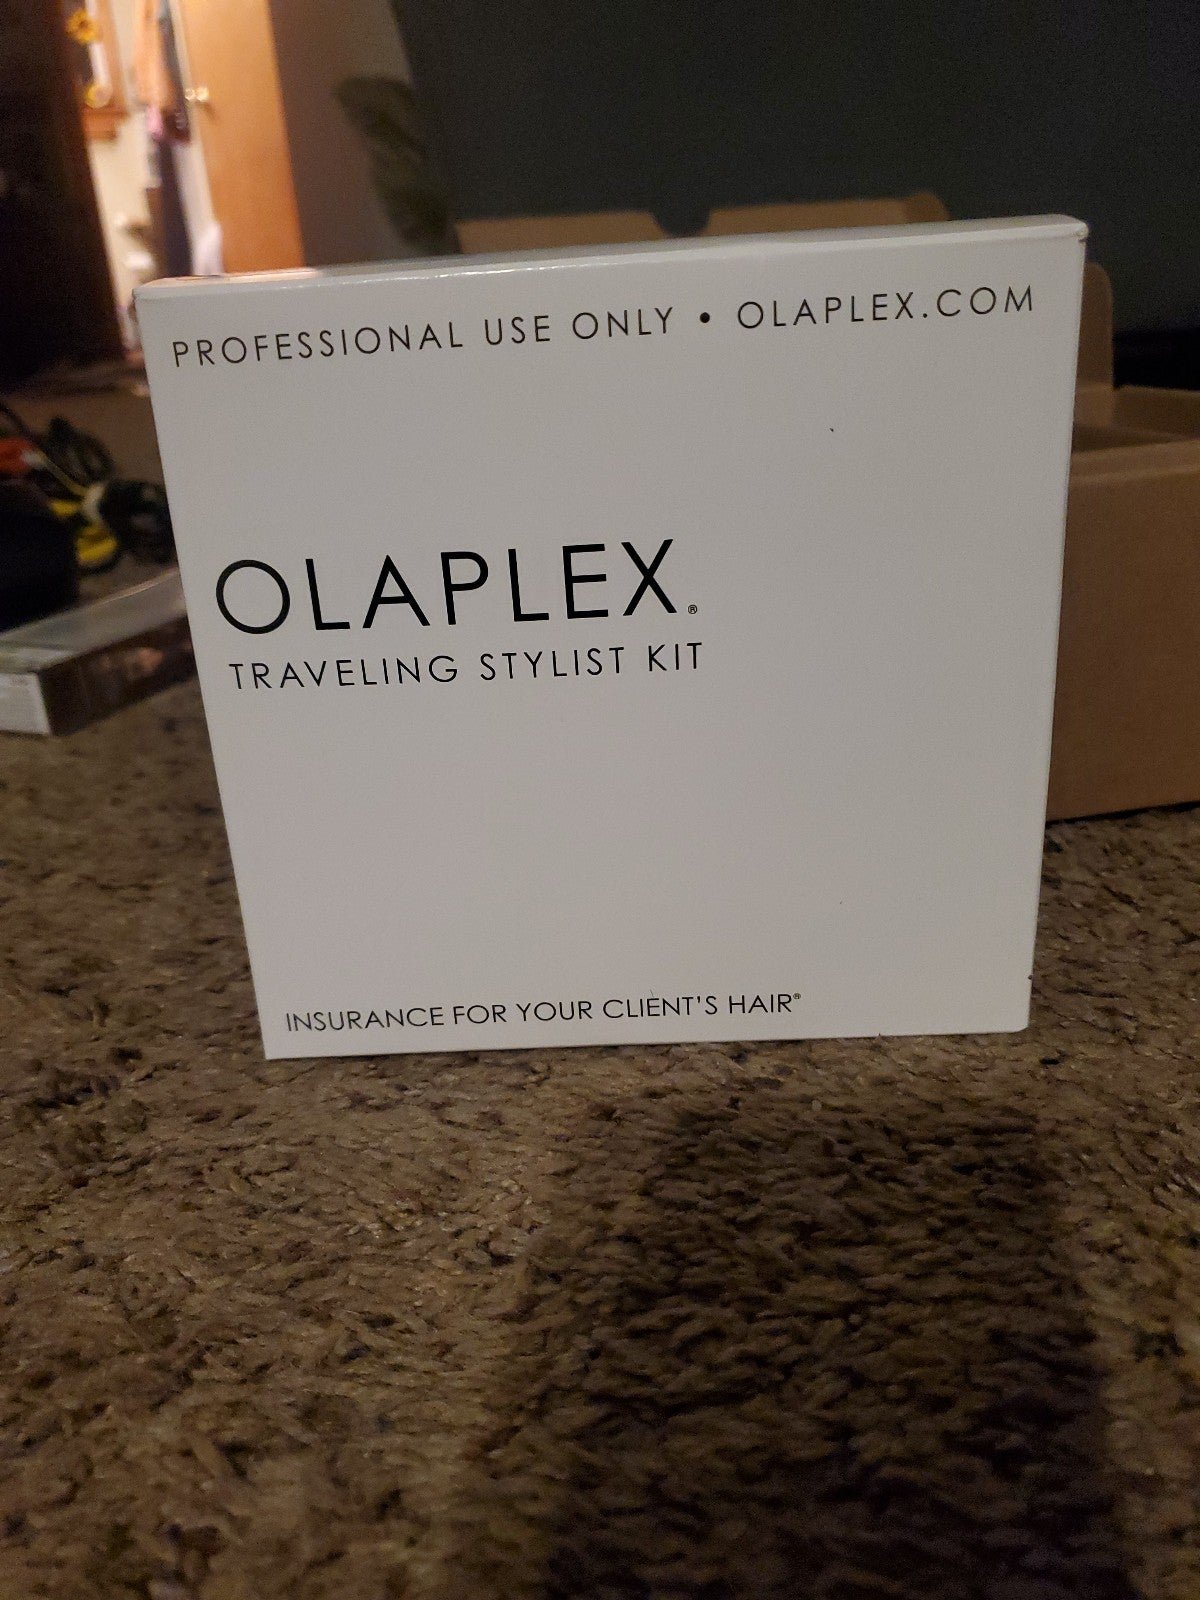 PROFESSIONAL USE ONLY • OLAPLEX.COM
OLAPLEX®
TRAVELING STYLIST KIT
INSURANCE FOR YOUR CLIENT'S HAIR®